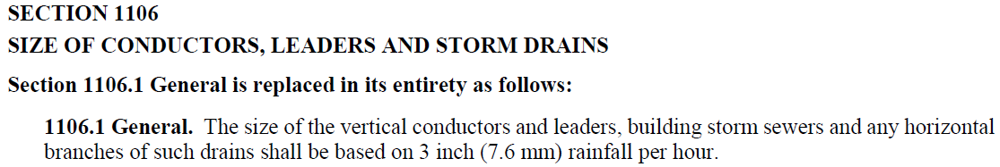 SECTION 1106
SIZE OF CONDUCTORS, LEADERS AND STORM DRAINS
Section 1106.1 General is replaced in its entirety as follows:
1106.1 General. The size of the vertical conductors and leaders, building storm sewers and any horizontal
branches of such drains shall be based on 3 inch (7.6 mm) rainfall per hour.